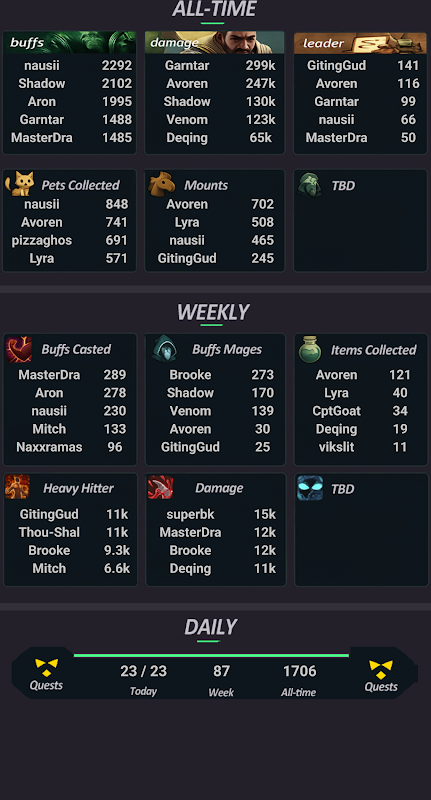 ALL-TIME
buffs
nausii 2292
Shadow 2102
Aron 1995
Garntar 1488
MasterDra 1485
damage
Garntar 299k
Avoren 247k
Shadow 130k
Venom 123k
Deqing 65k
leader
GitingGud 141
Avoren 116
Garntar 99
nausii 66
MasterDra 50
Pets Collected
nausii 848
Avoren 741
pizzaghos 691
Lyra 571
Mounts
Avoren 702
Lyra 508
nausii 465
GitingGud 245
TBD
WEEKLY
Buffs Casted
MasterDra 289
Aron 278
nausii 230
Mitch 133
Naxxramas 96
Buffs Mages
Brooke 273
Shadow 170
Venom 139
Avoren 30
GitingGud 25
Items Collected
Avoren 121
Lyra 40
CptGoat 34
Deqing 19
vikslit 11
Heavy Hitter
GitingGud 11k
Thou-Shal 11k
Brooke 9.3k
Mitch 6.6k
Damage
superbk 15k
MasterDra 12k
Brooke 12k
Deqing 11k
TBD
DAILY
Quests
23 / 23
Today
87
Week
1706
All-time
Quests